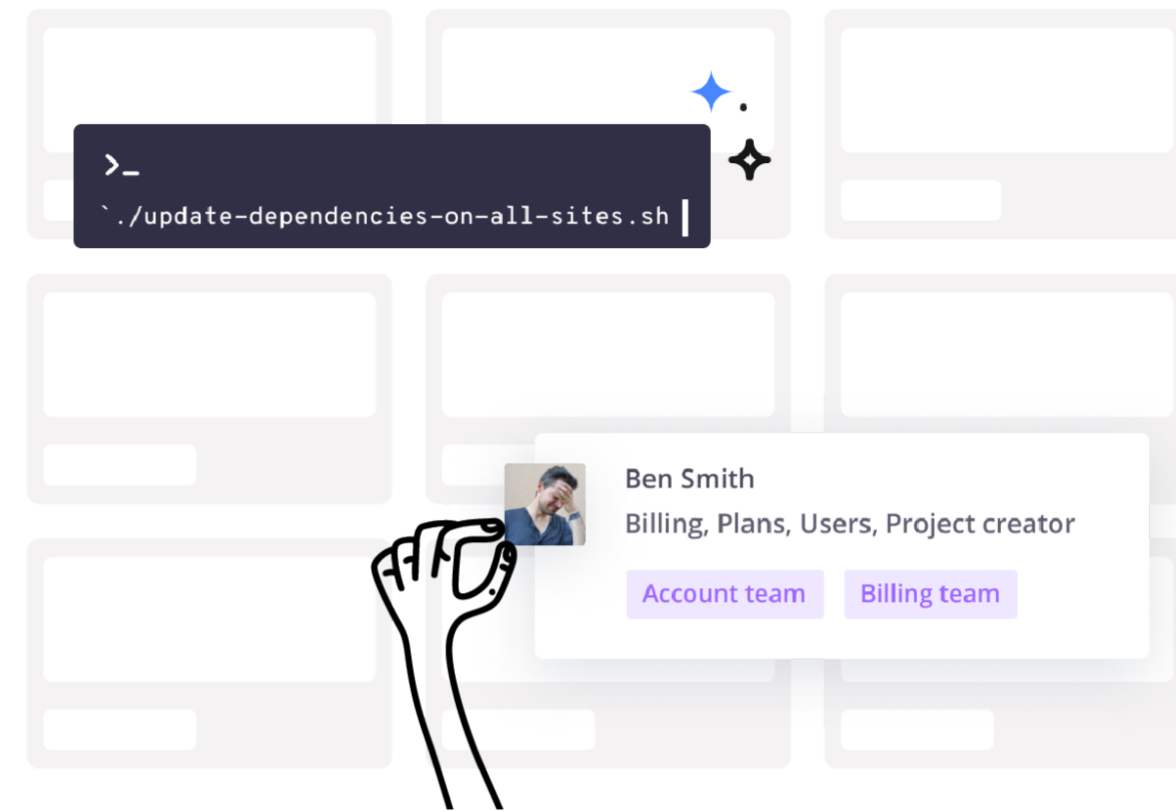 >_
`./update-dependencies-on-all-sites.sh
Ben Smith
Billing, Plans, Users, Project creator
Account team
Billing team